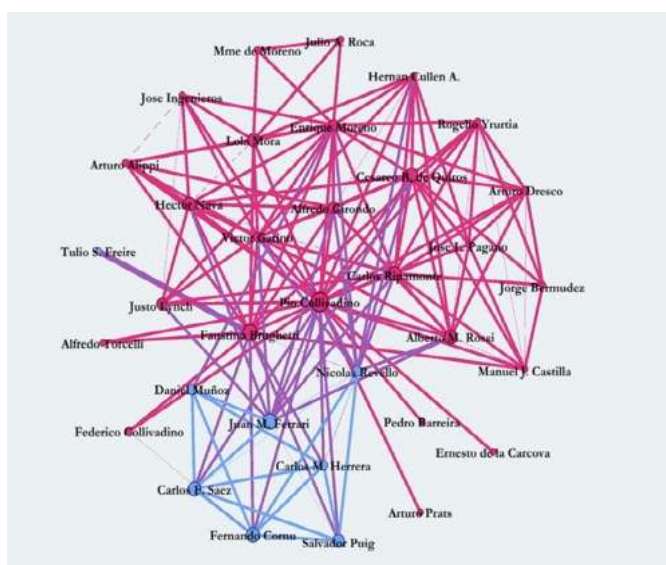 Julio A. Roca
Mme de Moreno
Hernan Cullen A.
Jose Ingenieros
Enrique Moreno
Rogelio Yrurtia
Lola Mora
Arturo Alippi
Cesareo B. de Quiros
Arturo Dresco
Hector Nava
Alfredo Girondo
Victor Garino
Jose L. Pagano
Tulio S. Freire
Carlos Ripamonte
Jorge Bermudez
Pio Collivadino
Justo Lynch
Faustino Brughetti
Alberto M. Rossi
Alfredo Torcelli
Nicolas Revello
Manuel J. Castilla
Daniel Muñoz
Juan M. Ferrari
Pedro Barreira
Federico Collivadino
Ernesto de la Carcova
Carlos M. Herrera
Carlos F. Saez
Arturo Prats
Fernando Cornu
Salvador Puig